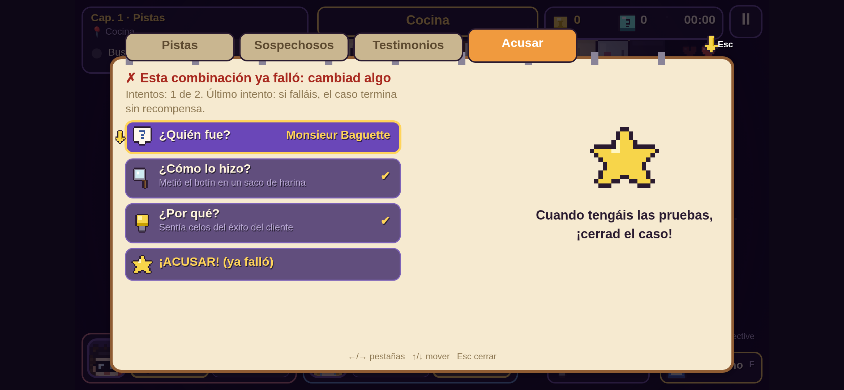 Cap. 1 · Pistas
Cocina
Cocina
0
0
00:00
Pistas
Sospechosos
Testimonios
Acusar
Esc
✗ Esta combinación ya falló: cambiad algo
Intentos: 1 de 2. Último intento: si falláis, el caso termina
sin recompensa.
¿Quién fue?
Monsieur Baguette
¿Cómo lo hizo?
Metió el botín en un saco de harina
✔
¿Por qué?
Sentía celos del éxito del cliente
✔
¡ACUSAR! (ya falló)
Cuando tengáis las pruebas,
¡cerrad el caso!
←/→ pestañas · ↑/↓ mover · Esc cerrar
F